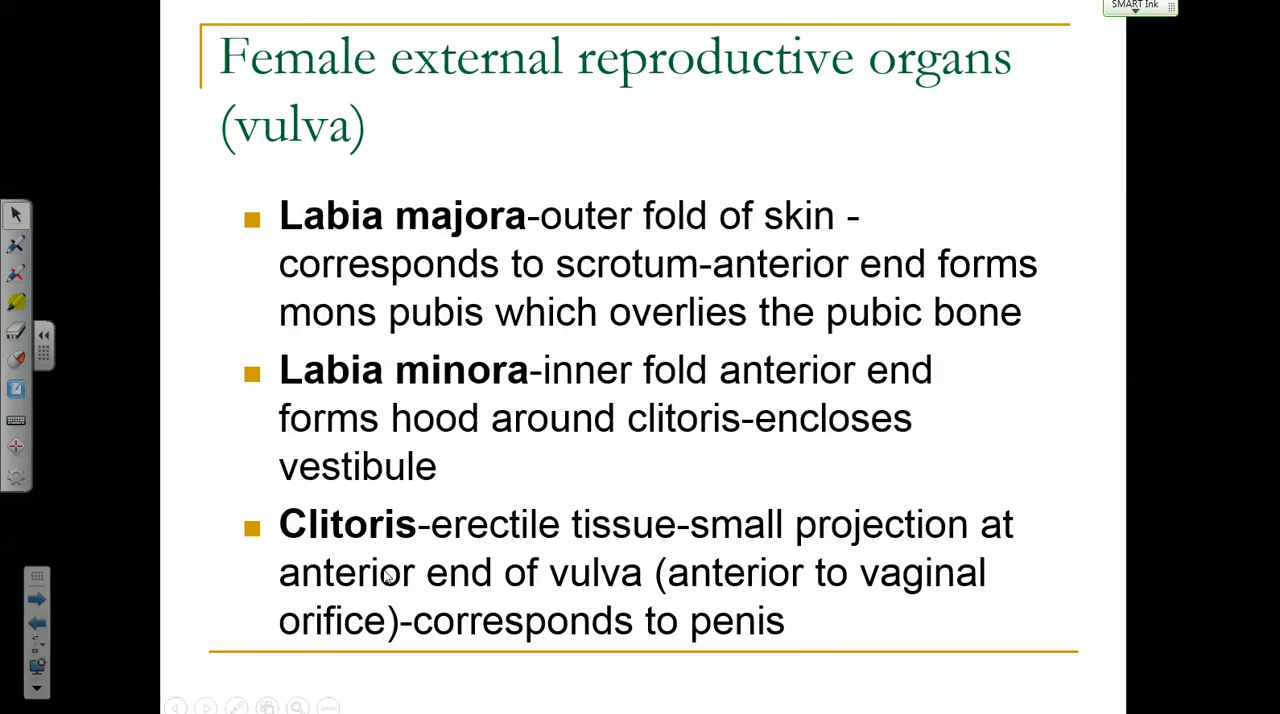 SMART Ink
Female external reproductive organs
(vulva)
Labia majora-outer fold of skin -
corresponds to scrotum-anterior end forms
mons pubis which overlies the pubic bone
Labia minora-inner fold anterior end
forms hood around clitoris-encloses
vestibule
Clitoris-erectile tissue-small projection at
anterior end of vulva (anterior to vaginal
orifice)-corresponds to penis